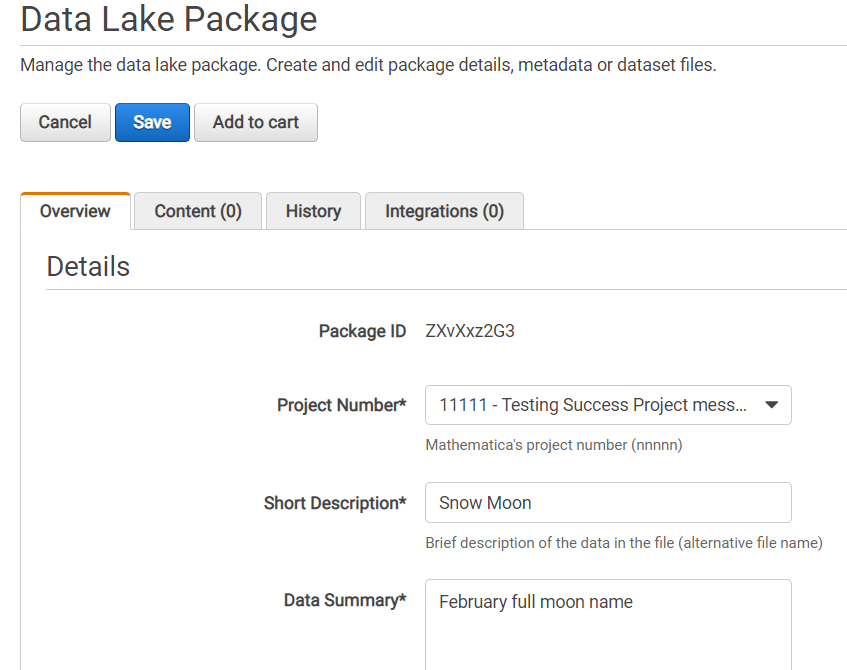 Data Lake Package
Manage the data lake package. Create and edit package details, metadata or dataset files.
Cancel Save Add to cart
Overview Content (0) History Integrations (0)
Details
Package ID ZXvXxz2G3
Project Number* 11111 - Testing Success Project mess...
Mathematica's project number (nnnnn)
Short Description* Snow Moon
Brief description of the data in the file (alternative file name)
Data Summary* February full moon name